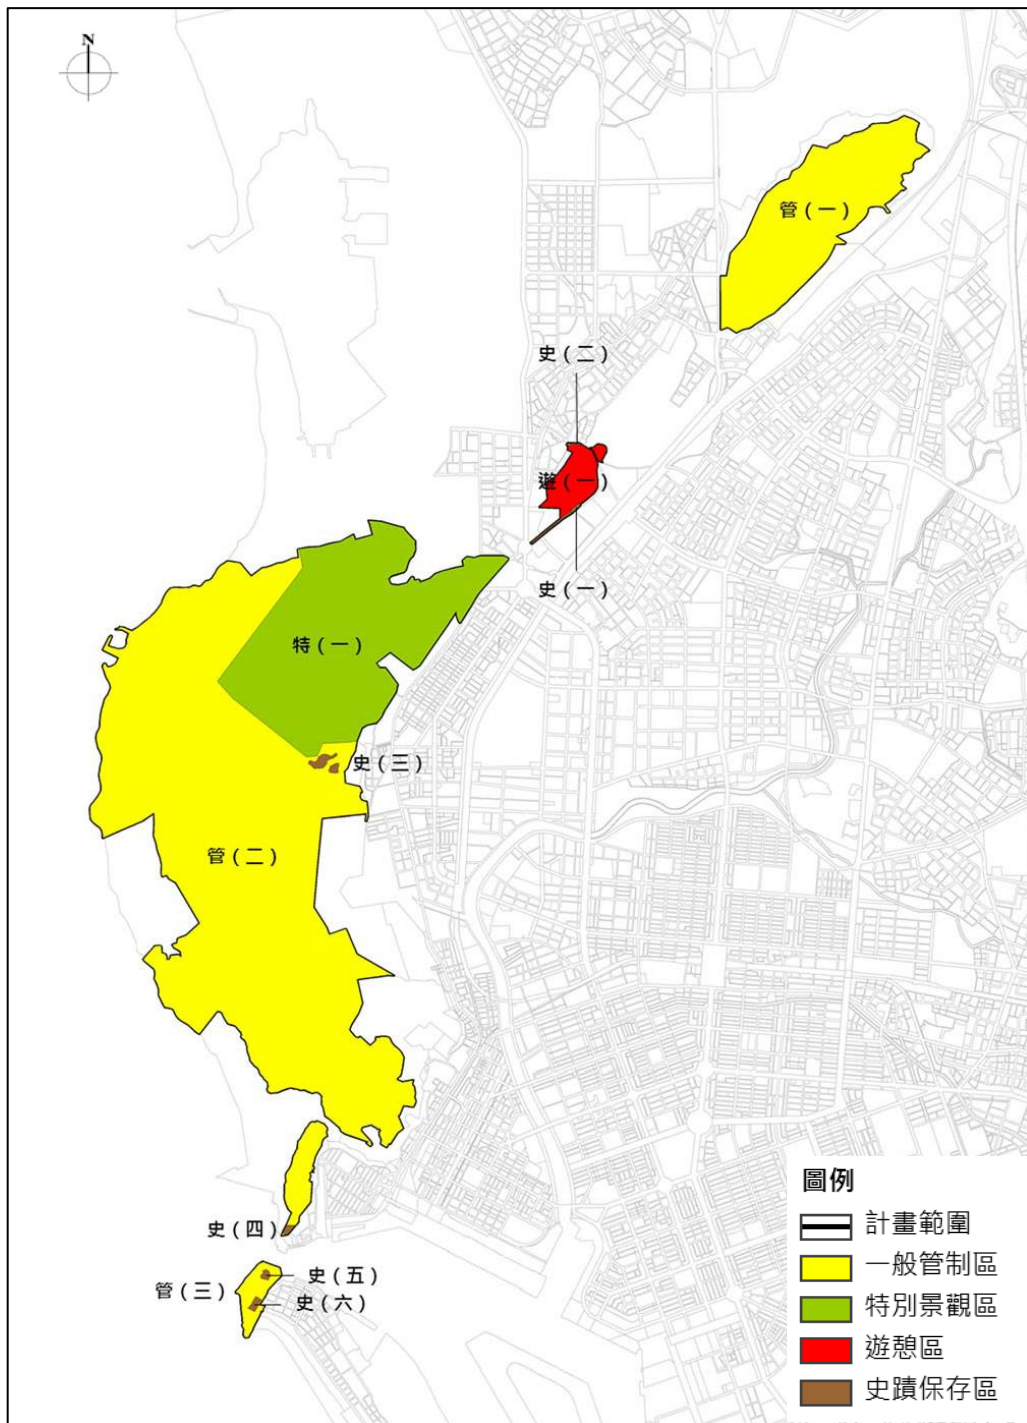 N
管（一）
史（二）
遊（一）
史（一）
特（一）
史（三）
管（二）
史（四）
管（三）
史（五）
史（六）
圖例
計畫範圍
一般管制區
特別景觀區
遊憩區
史蹟保存區